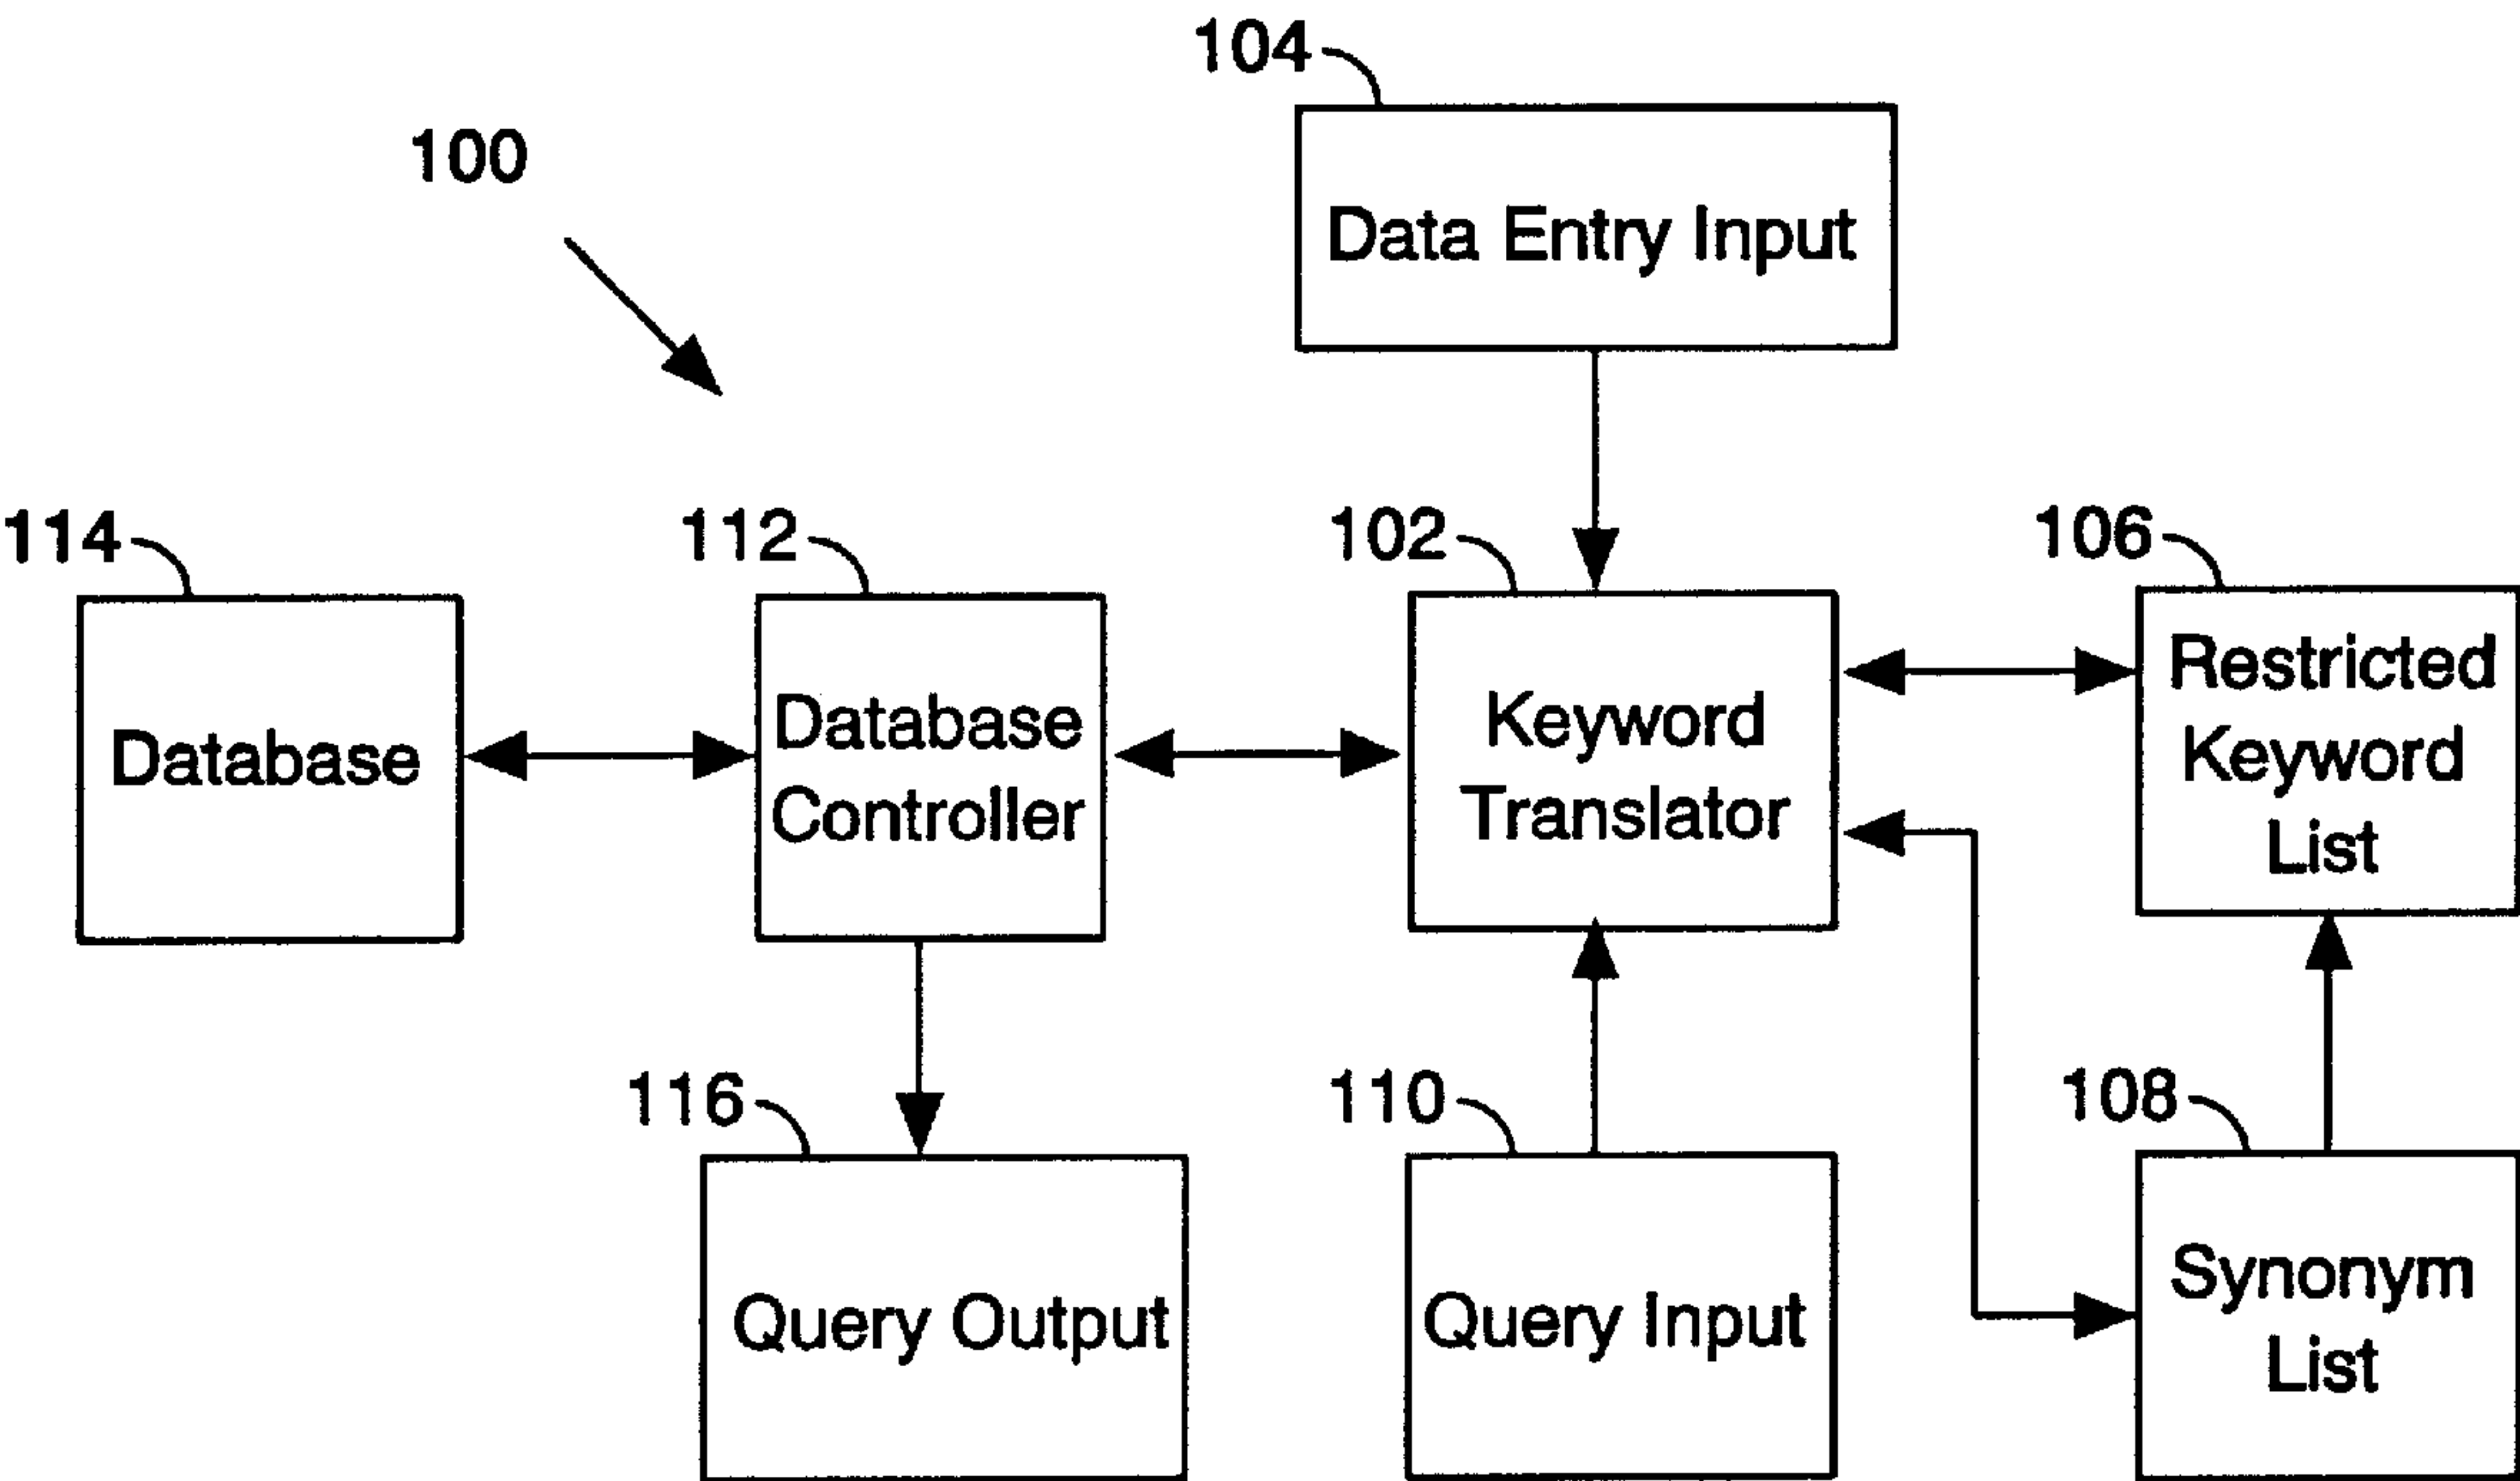 104
Data Entry Input
100
114
Database
112
Database
Controller
102
Keyword
Translator
106
Restricted
Keyword
List
116
Query Output
110
Query Input
108
Synonym
List